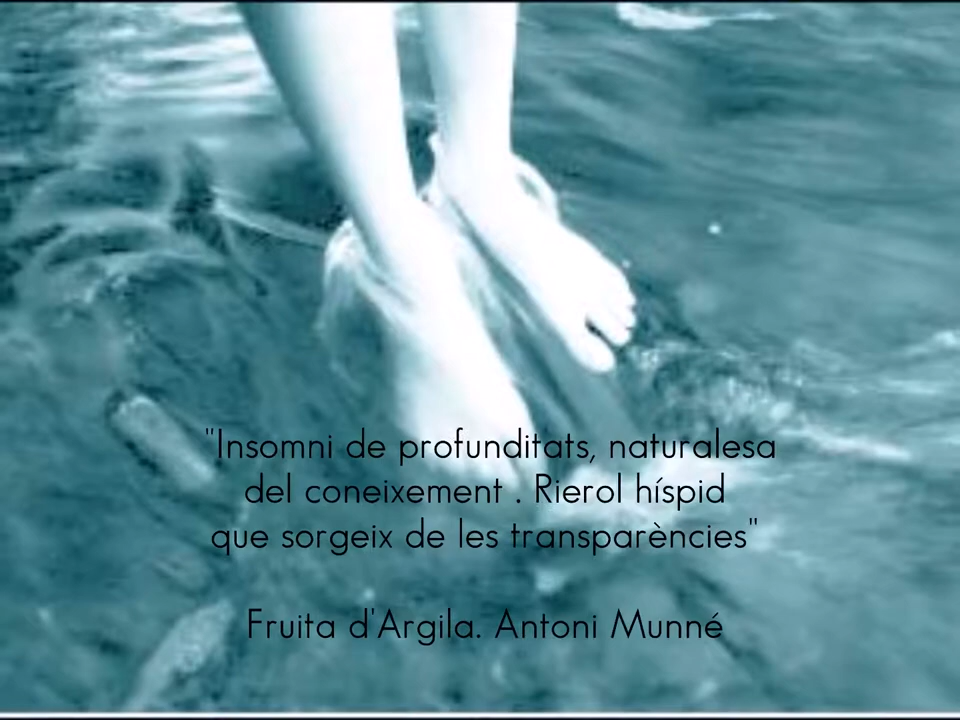 "Insomni de profunditats, naturalesa
del coneixement . Rierol híspid
que sorgeix de les transparències"
Fruita d'Argila. Antoni Munné